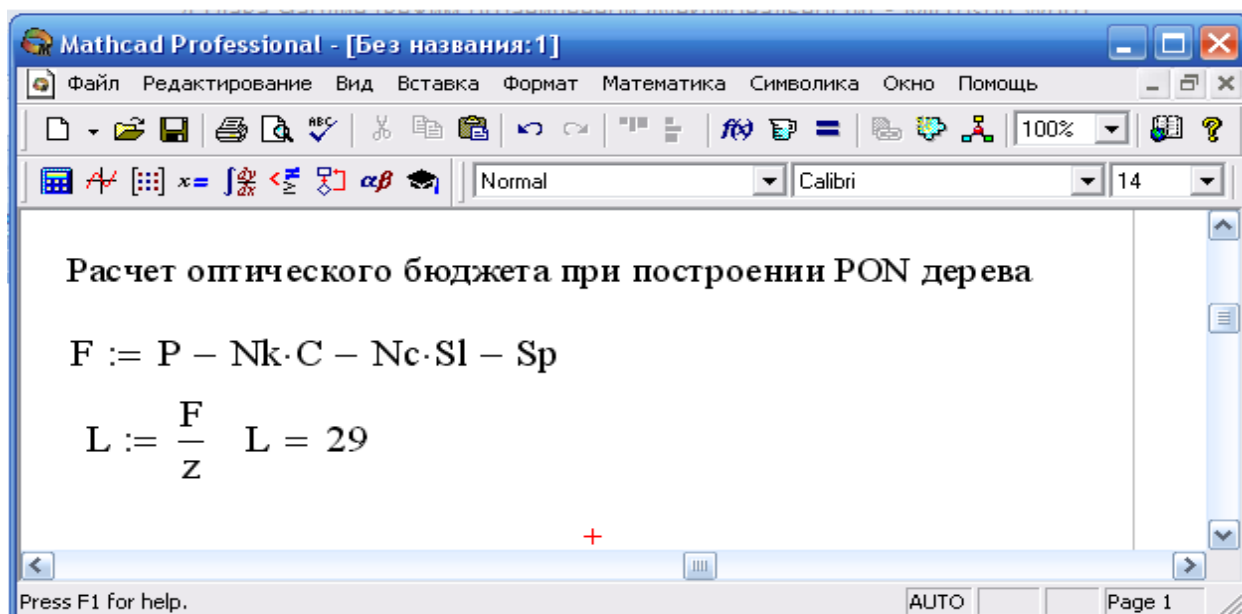 Mathcad Professional - [Без названия:1]
Файл Редактирование Вид Вставка Формат Математика Символика Окно Помощь
100%
Normal Calibri 14
Расчет оптического бюджета при построении PON дерева
F := P − Nk·C − Nc·Sl − Sp
L := F/z L = 29
Press F1 for help. AUTO Page 1